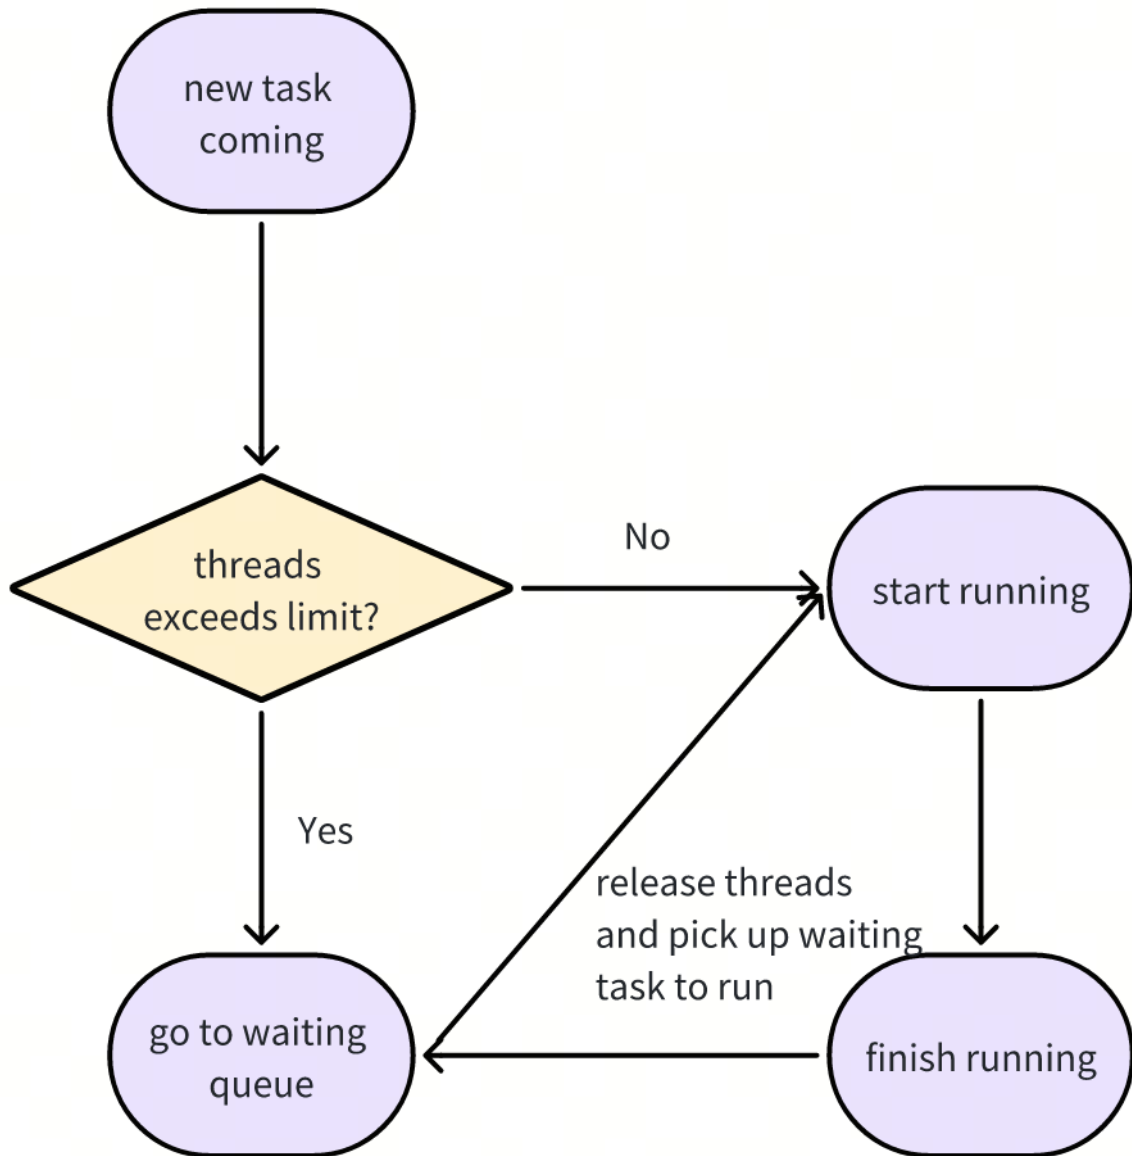 new task
coming
threads
exceeds limit?
No
start running
Yes
release threads
and pick up waiting
task to run
go to waiting
queue
finish running